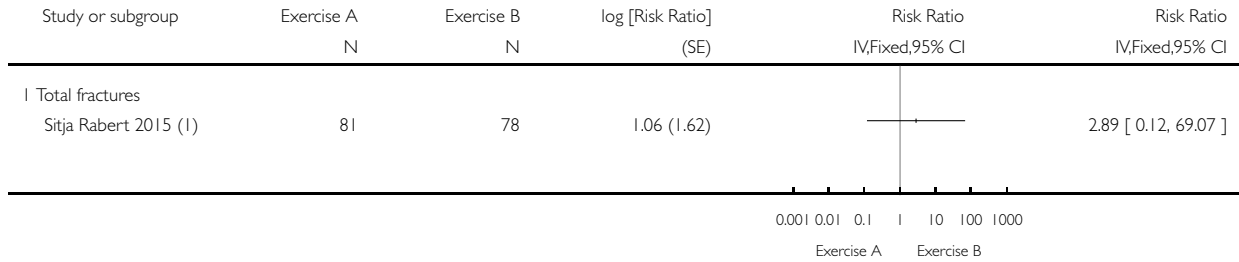 Study or subgroup Exercise A Exercise B log [Risk Ratio] Risk Ratio Risk Ratio
N N (SE) IV,Fixed,95% CI IV,Fixed,95% CI
1 Total fractures
Sitja Rabert 2015 (1) 81 78 1.06 (1.62) 2.89 [ 0.12, 69.07 ]
0.001 0.01 0.1 1 10 100 1000
Exercise A Exercise B